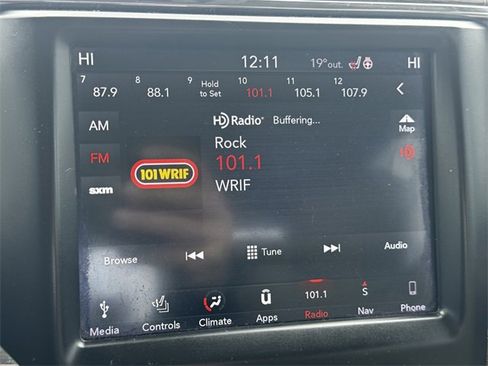 HI 12:11 19° out. HI
7 8 9 10 11 12
87.9 88.1 Hold to Set 101.1 105.1 107.9
AM
FM
sxm
HD Radio Buffering...
Map
HD
101 WRIF
Rock
101.1
WRIF
Browse Tune Audio
Media Controls Climate Apps 101.1 Radio S Nav Phone